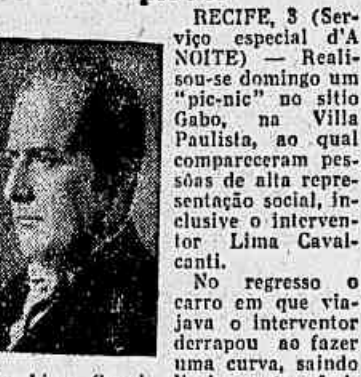 RECIFE, 3 (Ser-
viço especial d'A
NOITE) — Reali-
sou-se domingo um
"pic-nic" no sitio
Gabo, na Villa
Paulista, ao qual
compareceram pes-
sôas de alta repre-
sentação social, in-
clusive o interven-
tor Lima Caval-
canti.
No regresso o
carro em que via-
java o interventor
derrapou ao fazer
uma curva, saindo